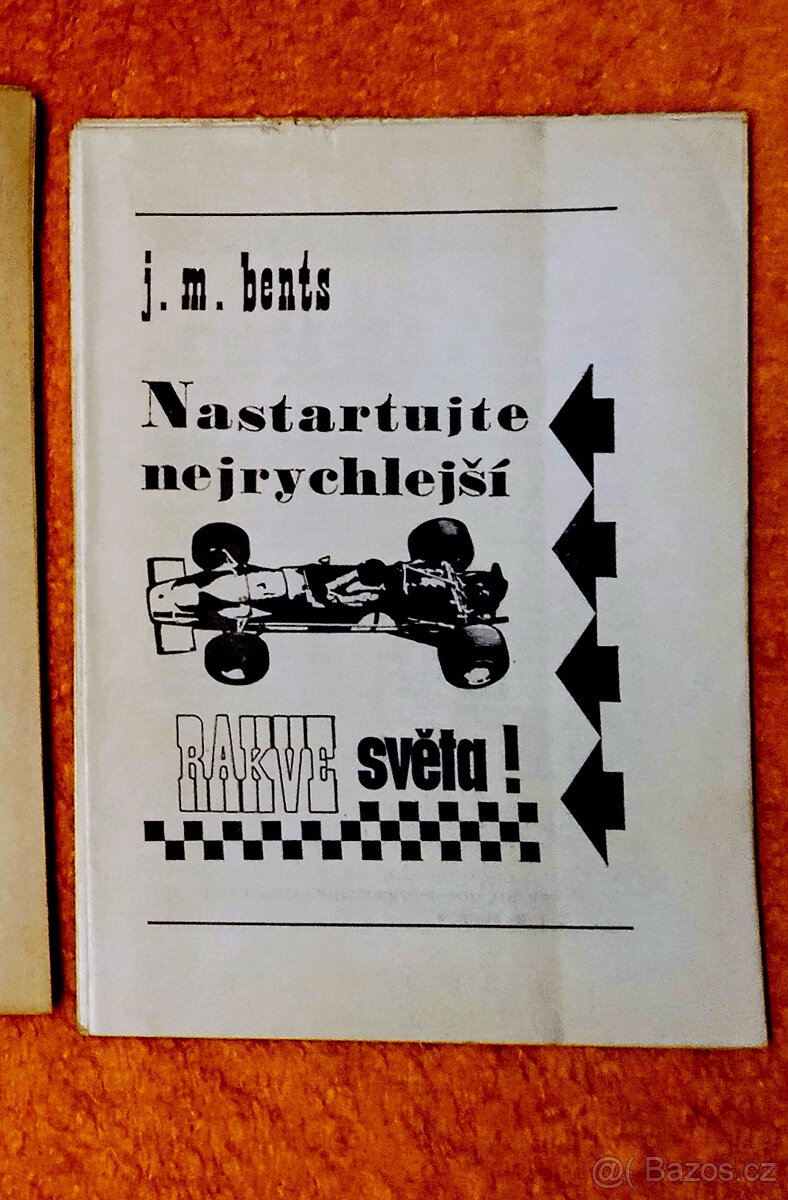 j. m. bents
Nastartujte
nejrychlejší
RAKVE světa!
@( Bazos.cz